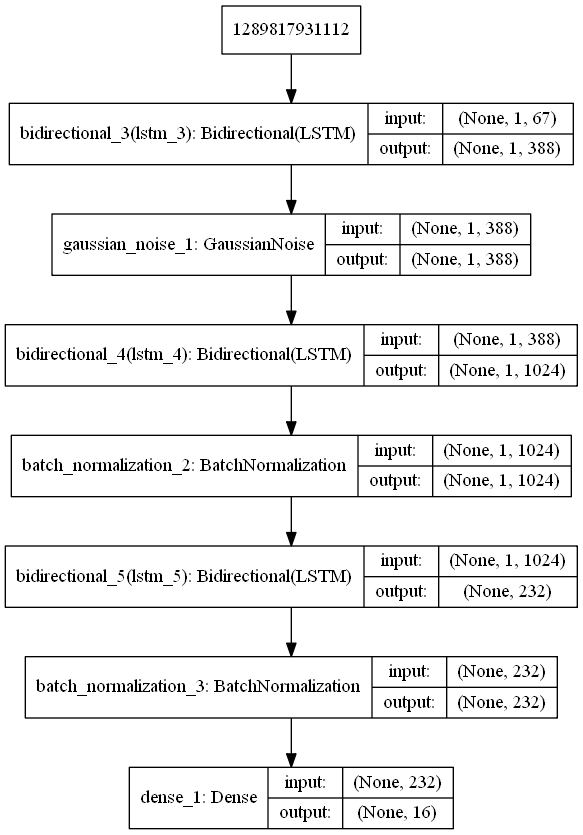 1289817931112
bidirectional_3(lstm_3): Bidirectional(LSTM)
input: (None, 1, 67)
output: (None, 1, 388)
gaussian_noise_1: GaussianNoise
input: (None, 1, 388)
output: (None, 1, 388)
bidirectional_4(lstm_4): Bidirectional(LSTM)
input: (None, 1, 388)
output: (None, 1, 1024)
batch_normalization_2: BatchNormalization
input: (None, 1, 1024)
output: (None, 1, 1024)
bidirectional_5(lstm_5): Bidirectional(LSTM)
input: (None, 1, 1024)
output: (None, 232)
batch_normalization_3: BatchNormalization
input: (None, 232)
output: (None, 232)
dense_1: Dense
input: (None, 232)
output: (None, 16)